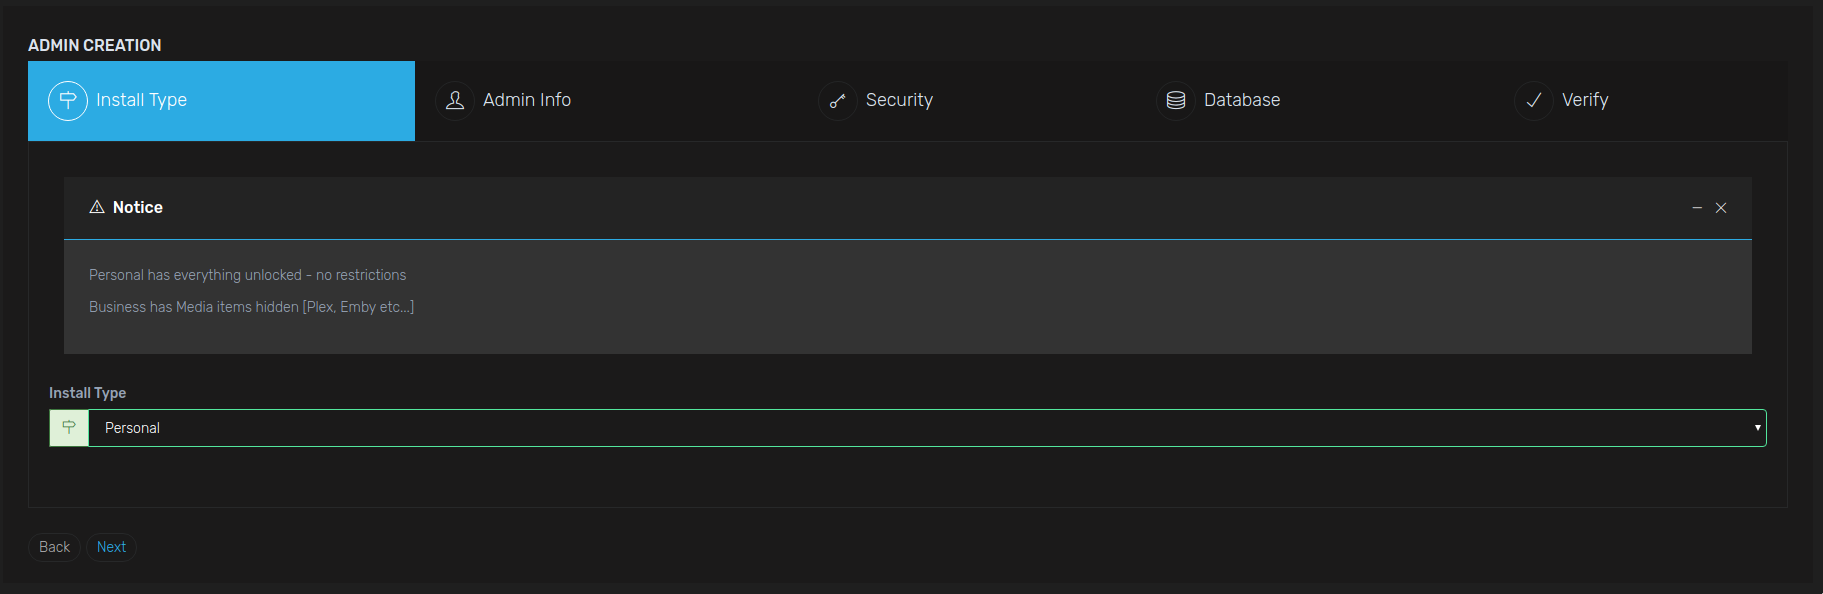 ADMIN CREATION
Install Type
Admin Info
Security
Database
Verify
Notice
Personal has everything unlocked - no restrictions
Business has Media items hidden [Plex, Emby etc...]
Install Type
Personal
Back
Next